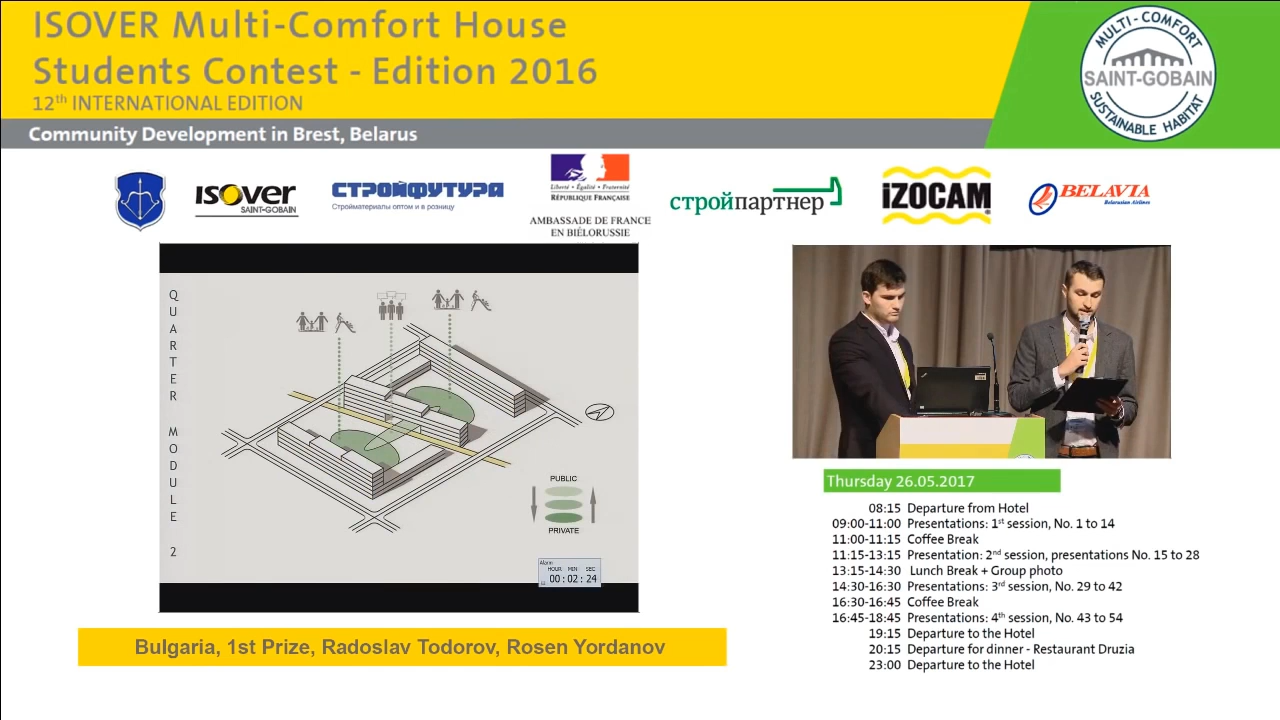 ISOVER Multi-Comfort House
Students Contest - Edition 2016
12th INTERNATIONAL EDITION
Community Development in Brest, Belarus
MULTI-COMFORT
SAINT-GOBAIN
SUSTAINABLE HABITAT
isover
SAINT-GOBAIN
СТРОЙФУТУРА
Стройматериалы оптом и в розницу
Liberté • Égalité • Fraternité
RÉPUBLIQUE FRANÇAISE
AMBASSADE DE FRANCE
EN BIÉLORUSSIE
стройпартнер
iZOCAM
BELAVIA
Belarusian Airlines
QUARTER MODULE 2
PUBLIC
PRIVATE
Alarm
HOUR MIN SEC
00:02:24
Bulgaria, 1st Prize, Radoslav Todorov, Rosen Yordanov
Thursday 26.05.2017
08:15 Departure from Hotel
09:00-11:00 Presentations: 1st session, No. 1 to 14
11:00-11:15 Coffee Break
11:15-13:15 Presentation: 2nd session, presentations No. 15 to 28
13:15-14:30 Lunch Break + Group photo
14:30-16:30 Presentations: 3rd session, No. 29 to 42
16:30-16:45 Coffee Break
16:45-18:45 Presentations: 4th session, No. 43 to 54
19:15 Departure to the Hotel
20:15 Departure for dinner - Restaurant Druzia
23:00 Departure to the Hotel